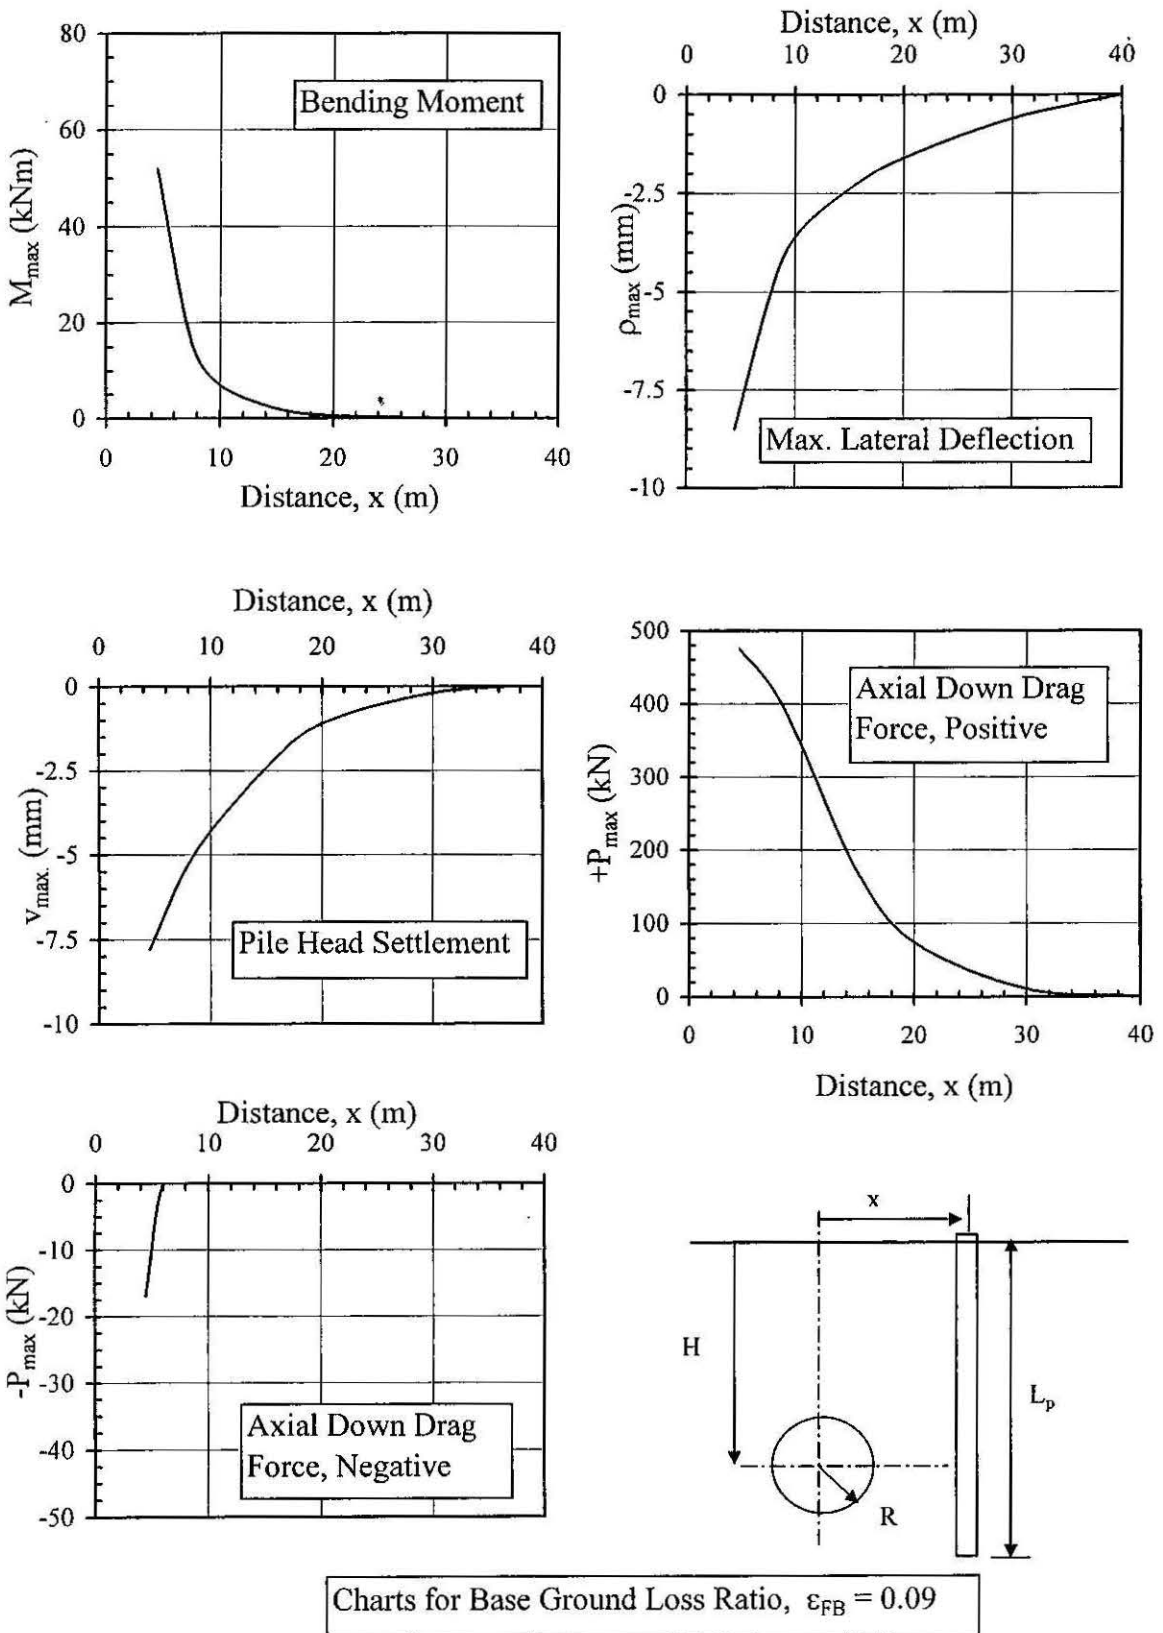 80
60
40
20
0
M_max (kNm)
Bending Moment
0 10 20 30 40
Distance, x (m)
Distance, x (m)
0 10 20 30 40
0
-2.5
-5
-7.5
-10
ρ_max (mm)
Max. Lateral Deflection
Distance, x (m)
0 10 20 30 40
0
-2.5
-5
-7.5
-10
v_max. (mm)
Pile Head Settlement
500
400
300
200
100
0
+P_max (kN)
Axial Down Drag
Force, Positive
0 10 20 30 40
Distance, x (m)
Distance, x (m)
0 10 20 30 40
0
-10
-20
-30
-40
-50
-P_max (kN)
Axial Down Drag
Force, Negative
x
H
L_p
R
Charts for Base Ground Loss Ratio, ε_FB = 0.09